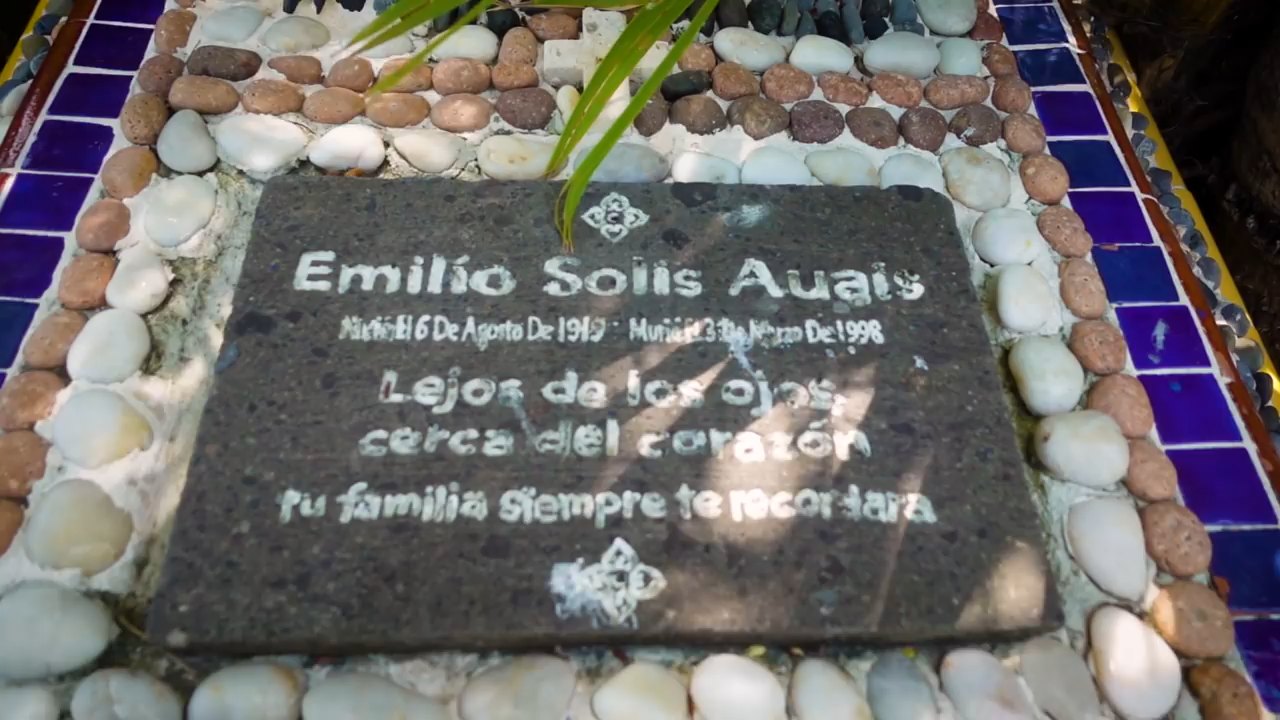 Emilio Solis Auais
Nació El 6 De Agosto De 1919 - Murió El 3 De Marzo De 1998
Lejos de los ojos,
cerca del corazón
Tu familia siempre te recordara